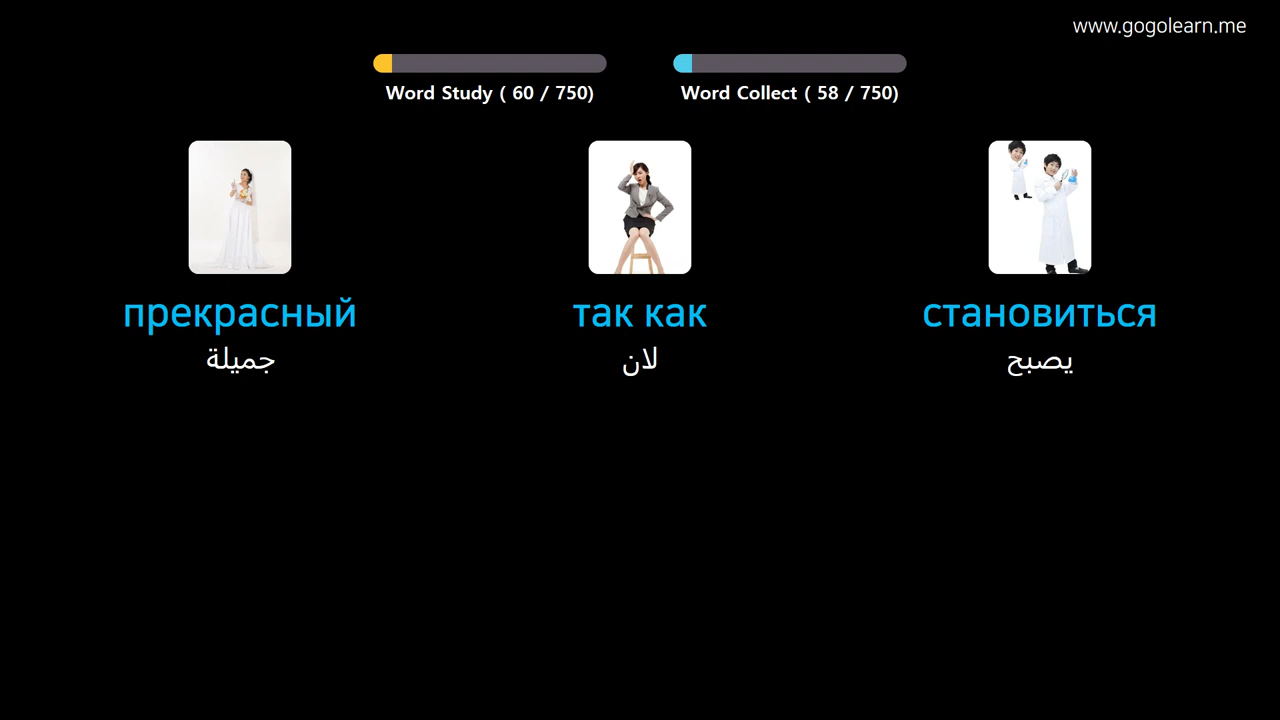 www.gogolearn.me
Word Study ( 60 / 750)
Word Collect ( 58 / 750)
прекрасный
جميلة
так как
لان
становиться
يصبح